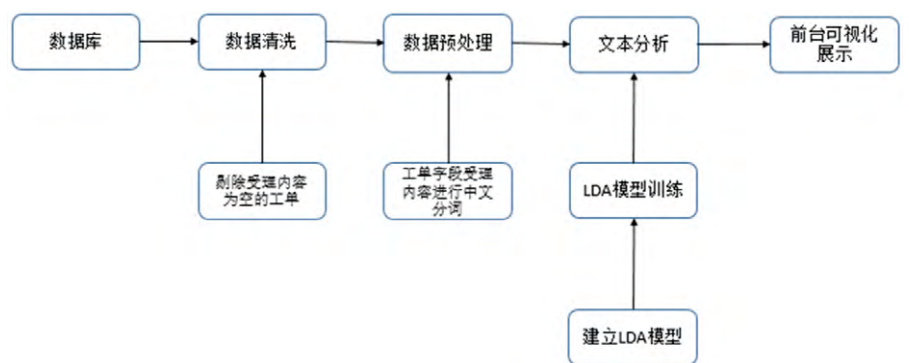 数据库
数据清洗
数据预处理
文本分析
前台可视化
展示
剔除受理内容
为空的工单
工单字段受理
内容进行中文
分词
LDA模型训练
建立LDA模型